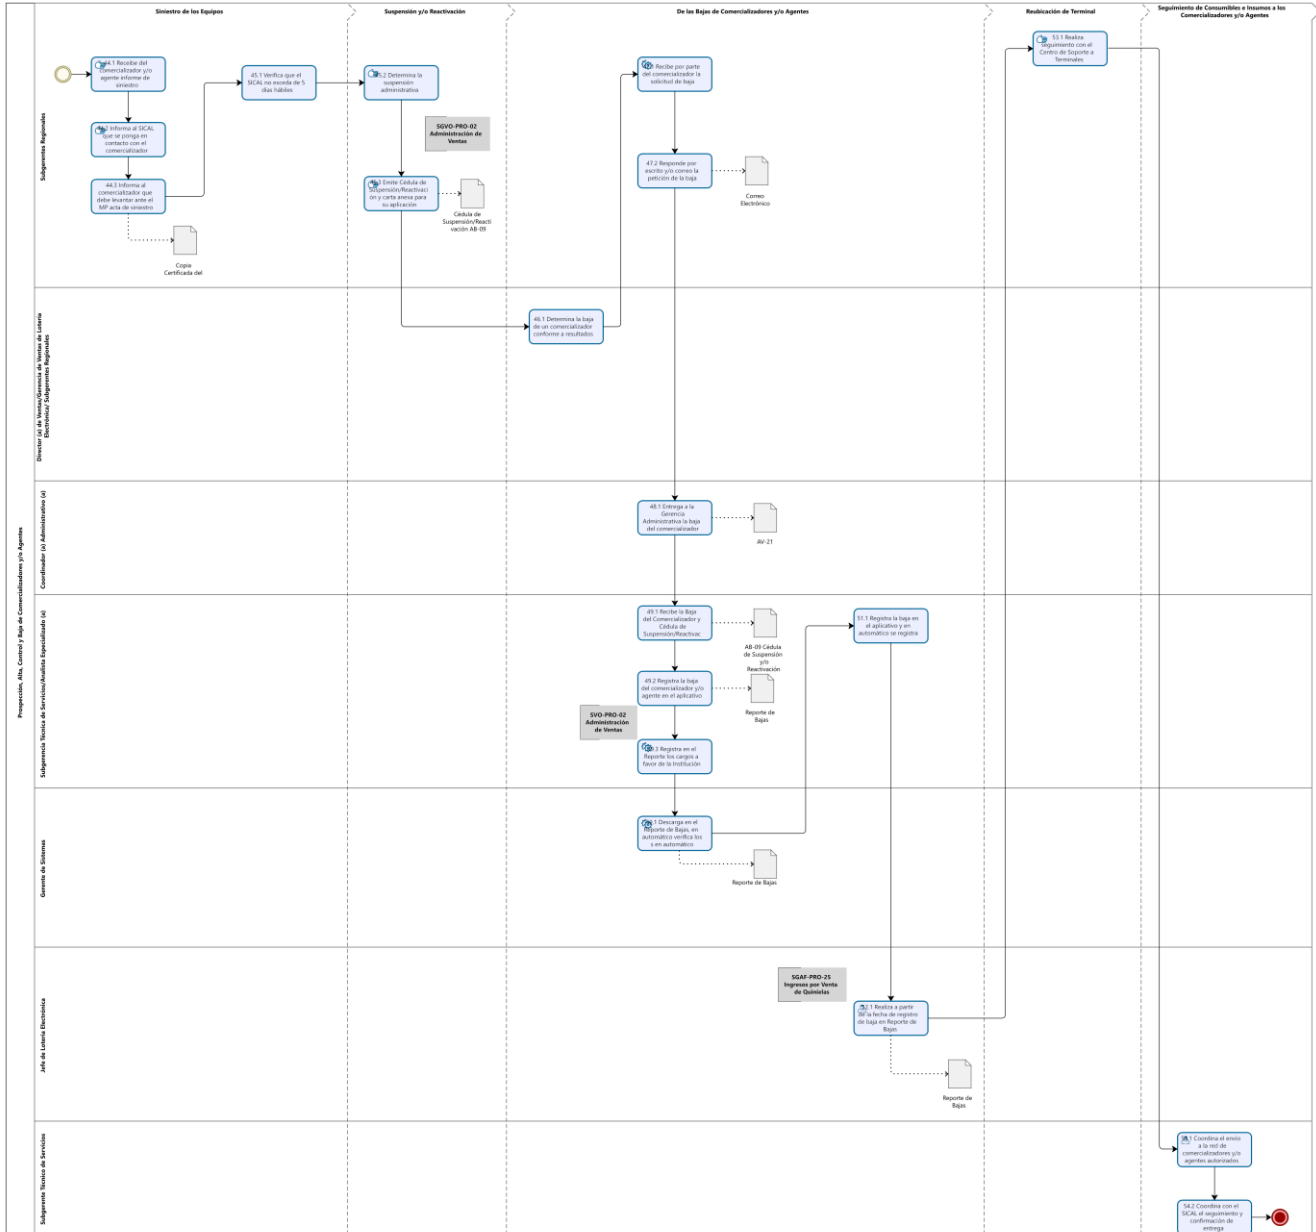 Siniestro de los Equipos
Suspensión y/o Reactivación
De las Bajas de Comercializadores y/o Agentes
Reubicación de Terminal
Seguimiento de Consumibles e Insumos a los
Comercializadores y/o Agentes
Prospección, Alta, Control y Baja de Comercializadores y/o Agentes
Subgerentes Regionales
.1 Recibe del
comercializador y/o
agente informe de
siniestro
Informa al SICAL
que se ponga en
contacto con el
comercializador
44.3 Informa al
comercializador que
debe levantar ante el
MP acta de siniestro
Copia
Certificada del
45.1 Verifica que el
SICAL no exceda de 5
días hábiles
.2 Determina la
suspensión
administrativa
SGVO-PRO-02
Administración de
Ventas
Emite Cédula de
Suspensión/Reactivaci
ón y carta anexa para
su aplicación
Cédula de
Suspensión/Reacti
vación AB-09
Recibe por parte
del comercializador la
solicitud de baja
47.2 Responde por
escrito y/o correo la
petición de la baja
Correo
Electrónico
53.1 Realiza
seguimiento con el
Centro de Soporte a
Terminales
Director (a) de Ventas/Gerencia de Ventas de Lotería
Electrónica/ Subgerentes Regionales
46.1 Determina la baja
de un comercializador
conforme a resultados
Coordinador (a) Administrativo (a)
48.1 Entrega a la
Gerencia
Administrativa la baja
del comercializador
AV-21
Subgerencia Técnica de Servicios/Analista Especializado (a)
49.1 Recibe la Baja
del Comercializador y
Cédula de
Suspensión/Reactivac
AB-09 Cédula
de Suspensión
y/o
Reactivación
49.2 Registra la baja
del comercializador y/o
agente en el aplicativo
Reporte de
Bajas
SVO-PRO-02
Administración
de Ventas
.3 Registra en el
Reporte los cargos a
favor de la Institución
51.1 Registra la baja en
el aplicativo y en
automático se registra
Gerente de Sistemas
.1 Descarga en el
Reporte de Bajas, en
automático verifica los
s en automático
Reporte de Bajas
Jefe de Lotería Electrónica
SGAF-PRO-25
Ingresos por Venta
de Quinielas
.1 Realiza a parte
de la fecha de registro
de baja en Reporte de
Bajas
Reporte de
Bajas
Subgerente Técnico de Servicios
.1 Coordina el envío
a la red de
comercializadores y/o
agentes autorizados
54.2 Coordina con el
SICAL el seguimiento y
confirmación de
entrega